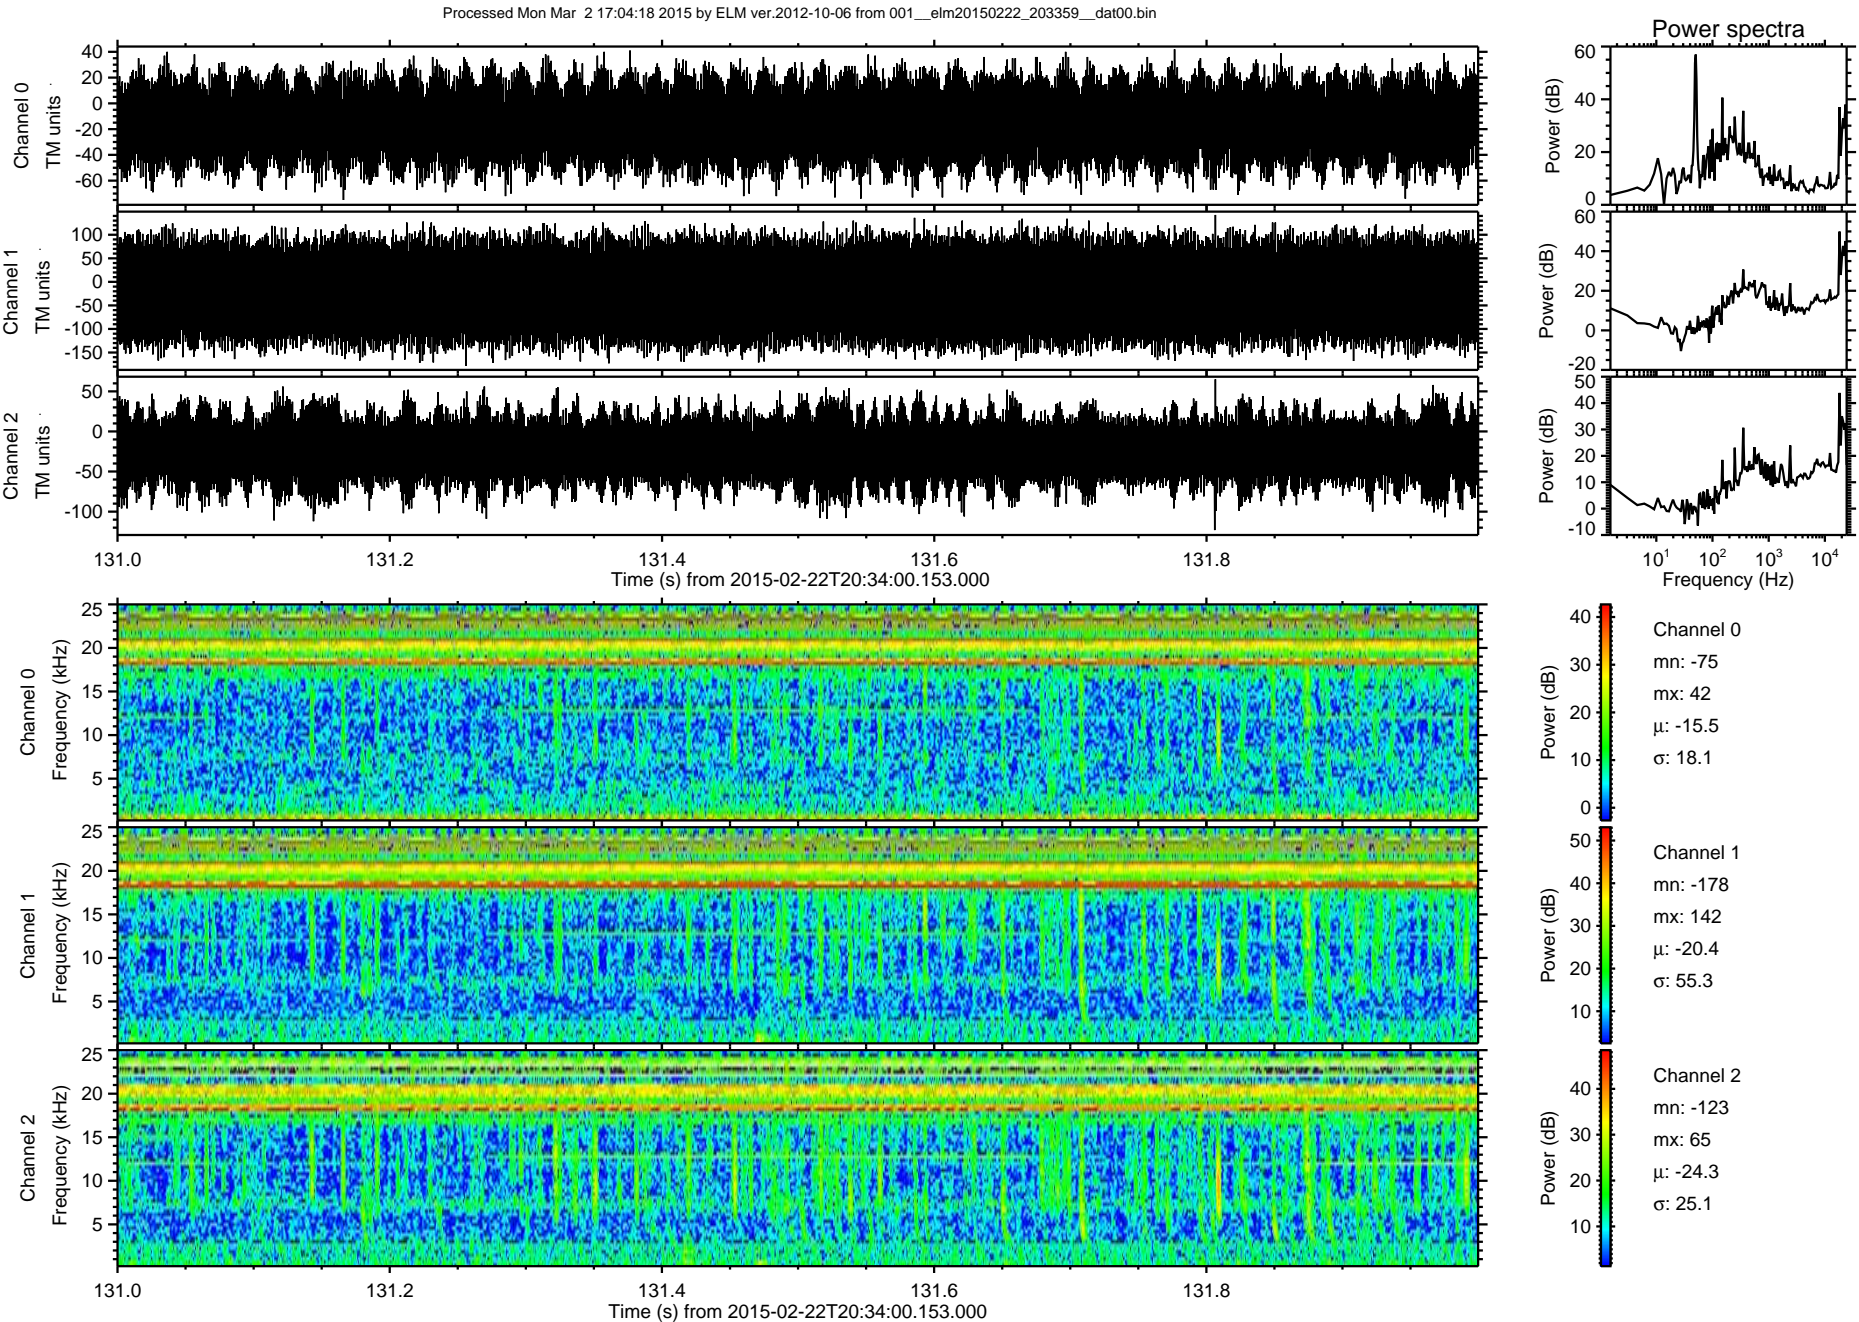 Processed Mon Mar  2 17:04:18 2015 by ELM ver.2012-10-06 from 001__elm20150222_203359__dat00.bin
Power spectra
Channel 0
TM units
40
20
0
-20
-40
-60
Power (dB)
60
40
20
0
Channel 1
TM units
100
50
0
-50
-100
-150
Power (dB)
60
40
20
0
-20
Channel 2
TM units
50
0
-50
-100
Power (dB)
50
40
30
20
10
0
-10
131.0 131.2 131.4 131.6 131.8
Time (s) from 2015-02-22T20:34:00.153.000
10^1 10^2 10^3 10^4
Frequency (Hz)
Channel 0
Frequency (kHz)
25
20
15
10
5
Power (dB)
40
30
20
10
0
Channel 0
mn: -75
mx: 42
μ: -15.5
σ: 18.1
Channel 1
Frequency (kHz)
25
20
15
10
5
Power (dB)
50
40
30
20
10
Channel 1
mn: -178
mx: 142
μ: -20.4
σ: 55.3
Channel 2
Frequency (kHz)
25
20
15
10
5
Power (dB)
40
30
20
10
Channel 2
mn: -123
mx: 65
μ: -24.3
σ: 25.1
131.0 131.2 131.4 131.6 131.8
Time (s) from 2015-02-22T20:34:00.153.000